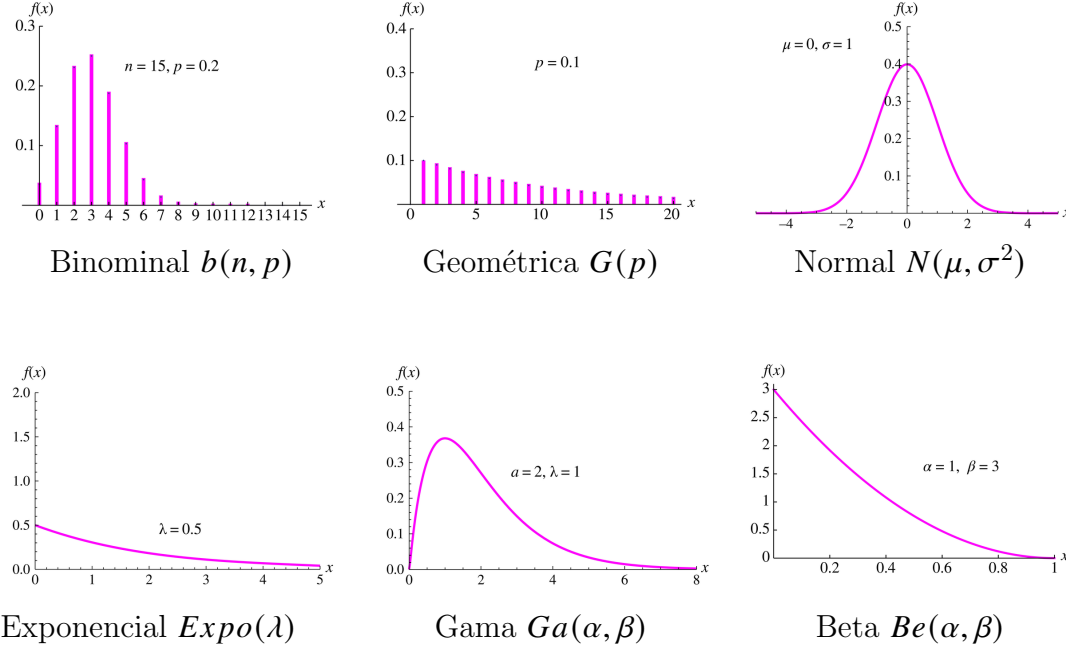 f(x)
0.3
0.2
0.1
n = 15, p = 0.2
0 1 2 3 4 5 6 7 8 9 10 11 12 13 14 15 x
Binominal b(n, p)
f(x)
0.4
0.3
0.2
0.1
p = 0.1
0 5 10 15 20 x
Geométrica G(p)
f(x)
0.5
0.4
0.3
0.2
0.1
μ = 0, σ = 1
−4 −2 0 2 4 x
Normal N(μ, σ²)
f(x)
2.0
1.5
1.0
0.5
0.0
λ = 0.5
0 1 2 3 4 5 x
Exponencial Expo(λ)
f(x)
0.5
0.4
0.3
0.2
0.1
0.0
a = 2, λ = 1
0 2 4 6 8 x
Gama Ga(α, β)
f(x)
3
2.5
2
1.5
1
0.5
0
α = 1, β = 3
0.2 0.4 0.6 0.8 1 x
Beta Be(α, β)